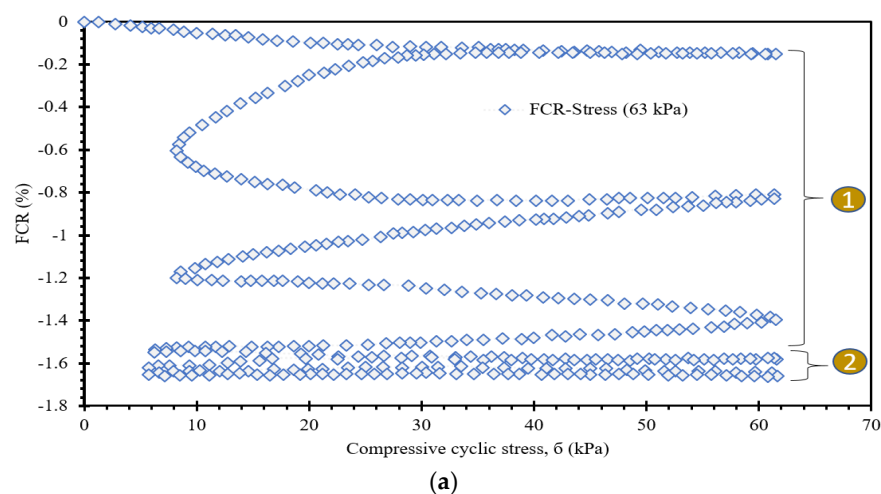 0
-0.2
-0.4
-0.6
-0.8
-1
-1.2
-1.4
-1.6
-1.8
FCR (%)
FCR-Stress (63 kPa)
1
2
0 10 20 30 40 50 60 70
Compressive cyclic stress, б (kPa)
(a)